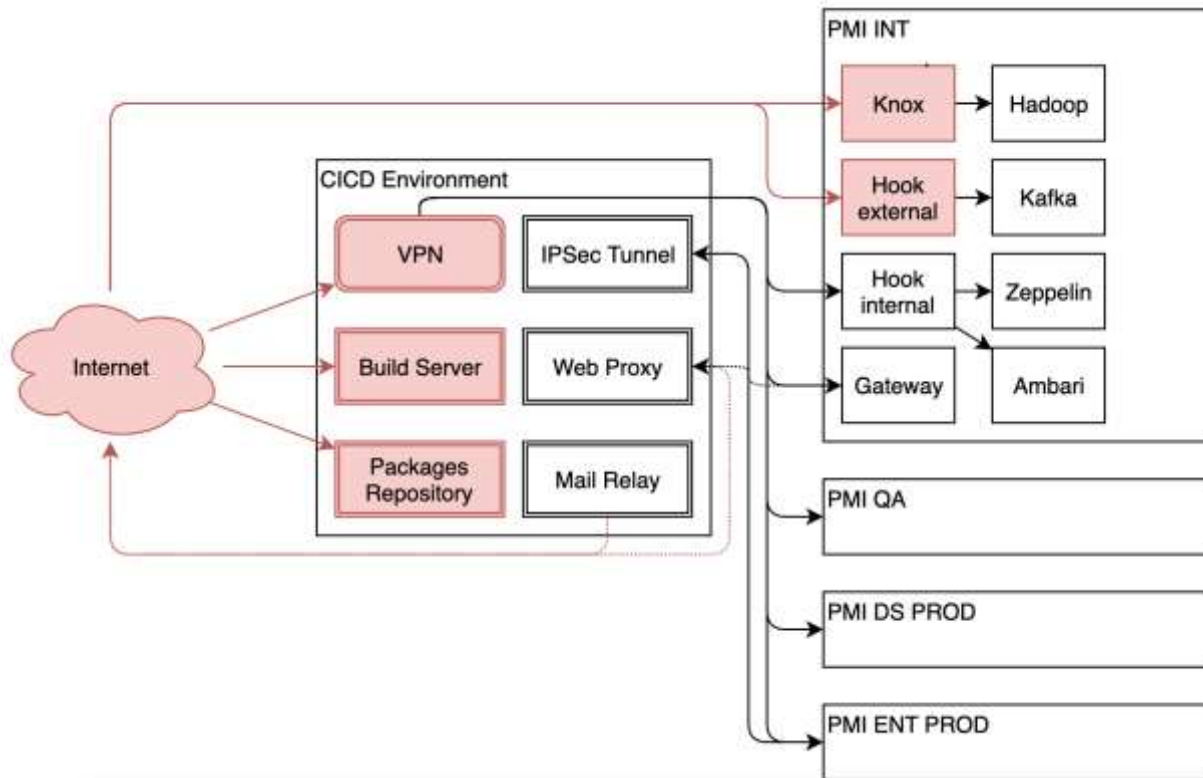 PMI INT
Knox
Hadoop
CICD Environment
Hook
external
Kafka
VPN
IPSec Tunnel
Hook
internal
Zeppelin
Internet
Build Server
Web Proxy
Gateway
Ambari
Packages
Repository
Mail Relay
PMI QA
PMI DS PROD
PMI ENT PROD